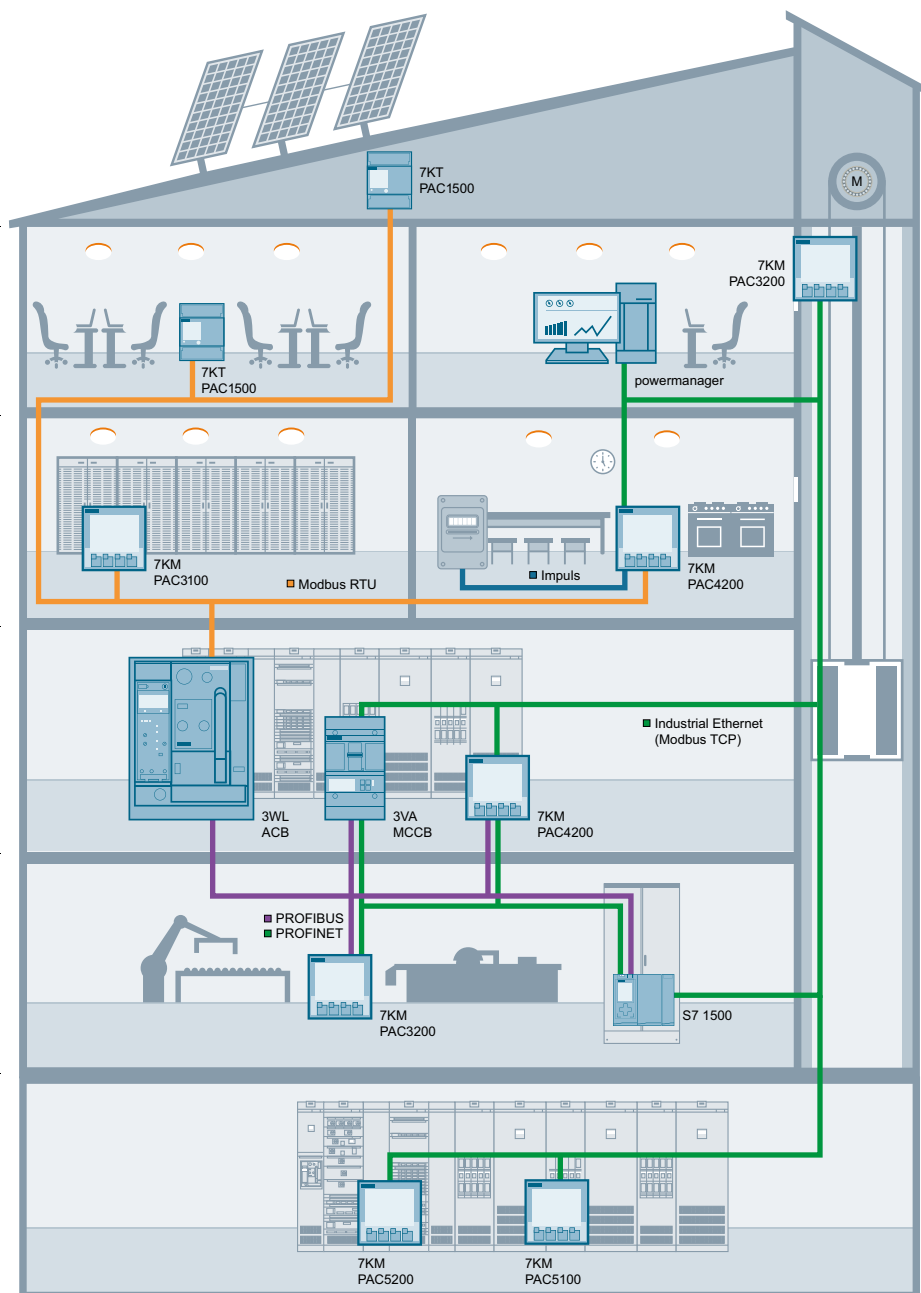 7KT
PAC1500
M
7KM
PAC3200
7KT
PAC1500
powermanager
7KM
PAC3100
Modbus RTU
Impuls
7KM
PAC4200
Industrial Ethernet
(Modbus TCP)
3WL
ACB
3VA
MCCB
7KM
PAC4200
PROFIBUS
PROFINET
7KM
PAC3200
S7 1500
7KM
PAC5200
7KM
PAC5100